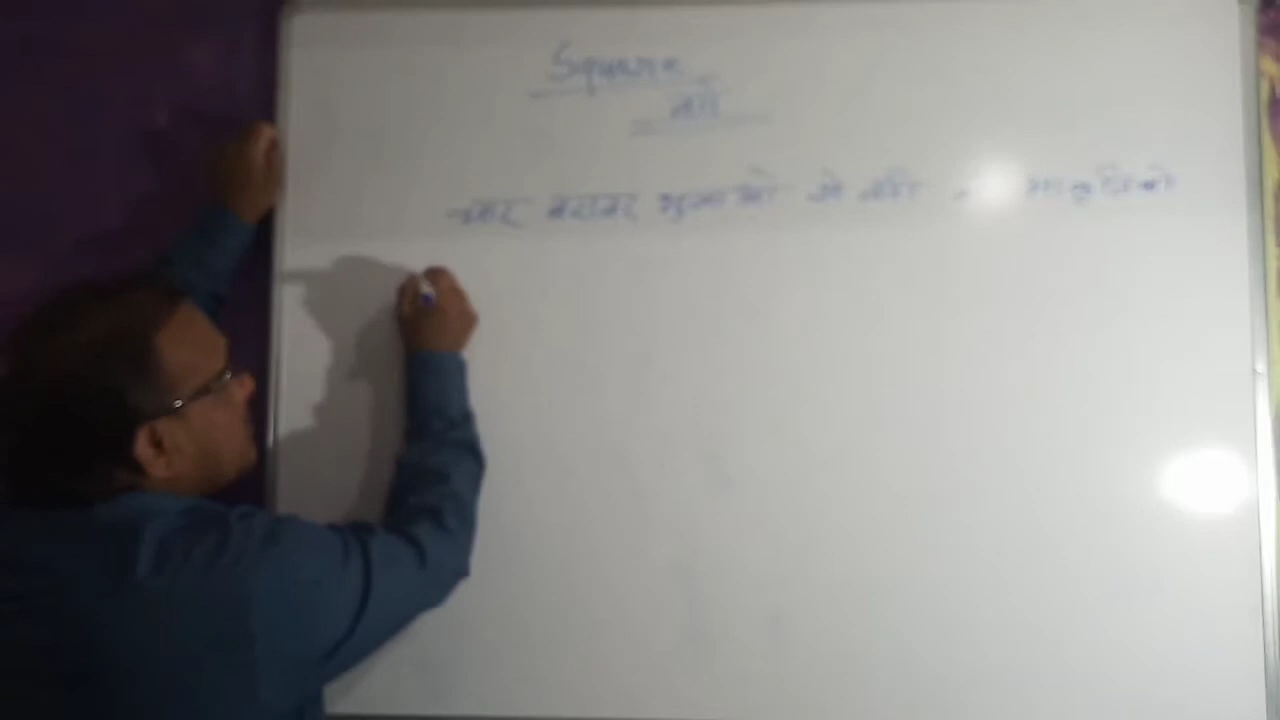 Square
वर्ग
चार बराबर भुजाओ से बनी आकृति को